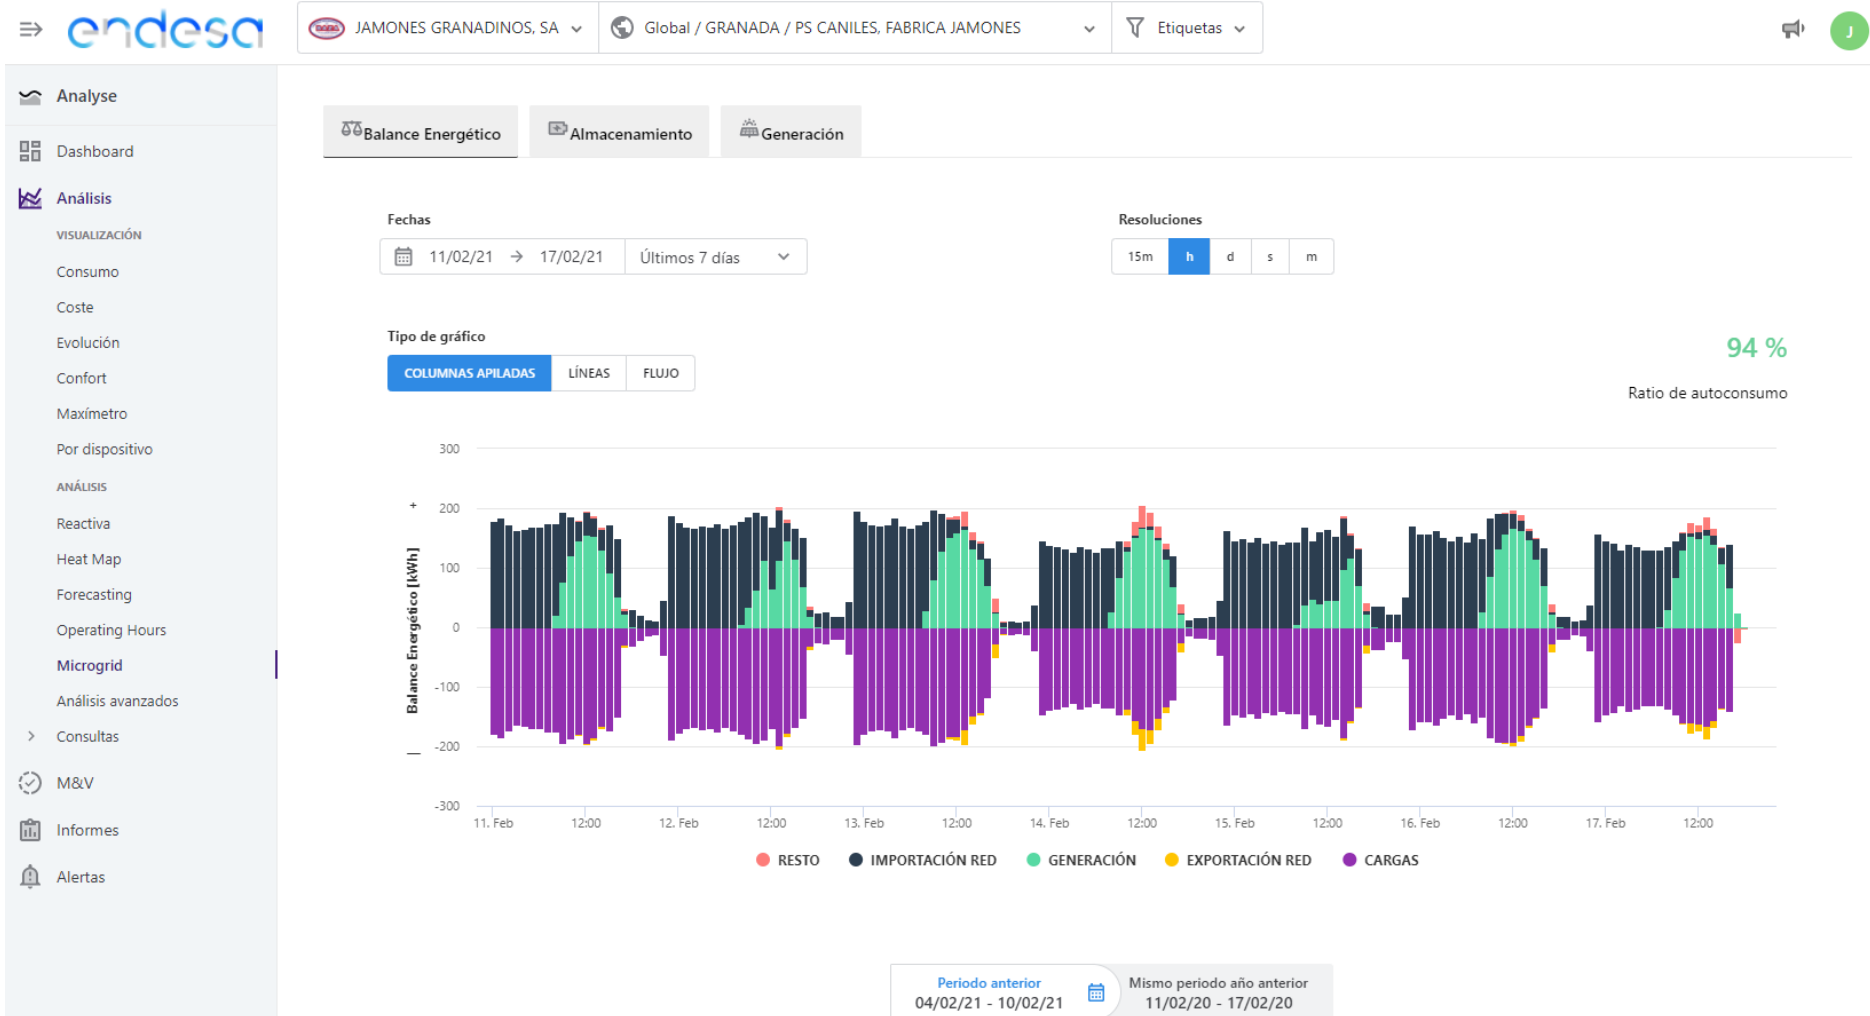 endesa
JAMONES GRANADINOS, SA
Global / GRANADA / PS CANILES, FABRICA JAMONES
Etiquetas
J
Analyse
Dashboard
Análisis
VISUALIZACIÓN
Consumo
Coste
Evolución
Confort
Maxímetro
Por dispositivo
ANÁLISIS
Reactiva
Heat Map
Forecasting
Operating Hours
Microgrid
Análisis avanzados
Consultas
M&V
Informes
Alertas
Balance Energético
Almacenamiento
Generación
Fechas
11/02/21 → 17/02/21
Últimos 7 días
Resoluciones
15m h d s m
Tipo de gráfico
COLUMNAS APILADAS LÍNEAS FLUJO
94 %
Ratio de autoconsumo
— Balance Energético [kWh] +
300
200
100
0
-100
-200
-300
11. Feb 12:00 12. Feb 12:00 13. Feb 12:00 14. Feb 12:00 15. Feb 12:00 16. Feb 12:00 17. Feb 12:00
RESTO IMPORTACIÓN RED GENERACIÓN EXPORTACIÓN RED CARGAS
Periodo anterior
04/02/21 - 10/02/21
Mismo periodo año anterior
11/02/20 - 17/02/20